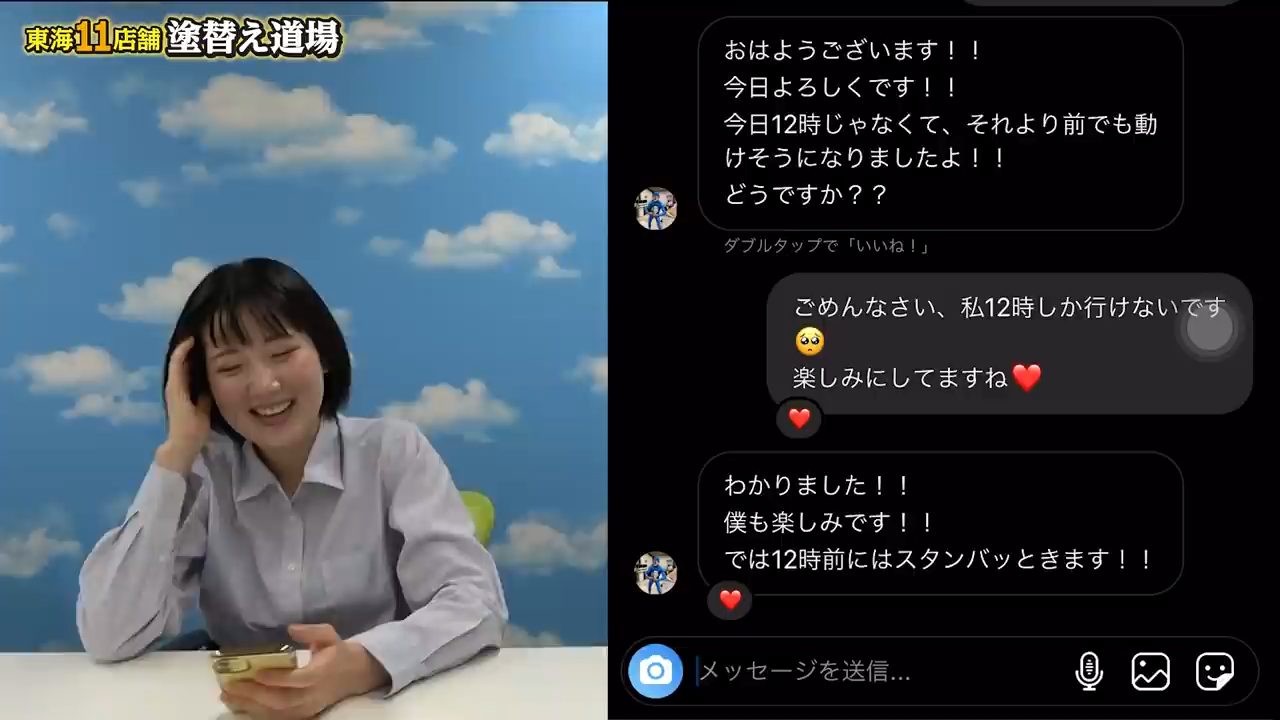 東海11店舗 塗替え道場
おはようございます！！
今日よろしくです！！
今日12時じゃなくて、それより前でも動
けそうになりましたよ！！
どうですか？？
ダブルタップで「いいね！」
ごめんなさい、私12時しか行けないです
🥺
楽しみにしてますね❤️
❤️
わかりました！！
僕も楽しみです！！
では12時前にはスタンバッときます！！
❤️
メッセージを送信...